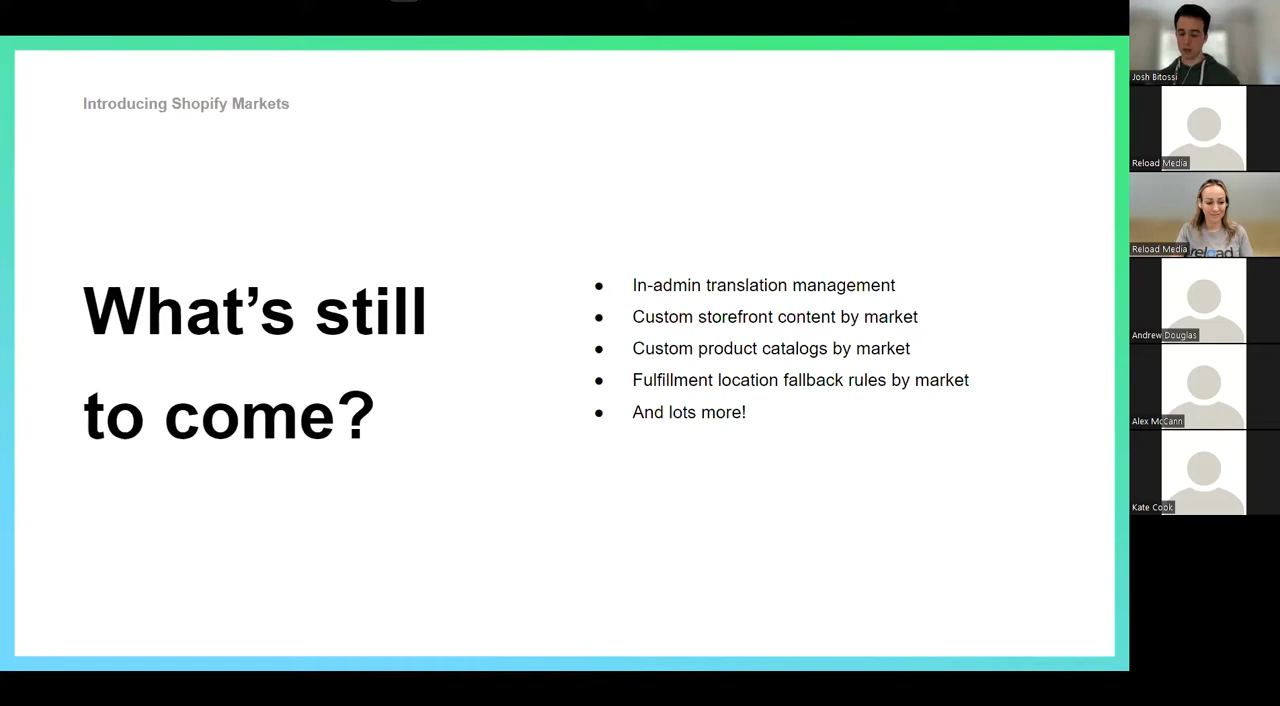 Introducing Shopify Markets
What's still
to come?
● In-admin translation management
● Custom storefront content by market
● Custom product catalogs by market
● Fulfillment location fallback rules by market
● And lots more!
Josh Bitossi
Reload Media
reload
Reload Media
Andrew Douglas
Alex McCann
Kate Cook